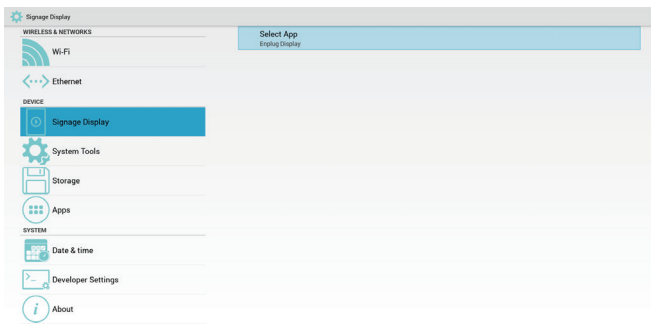 Signage Display
WIRELESS & NETWORKS
Wi-Fi
Ethernet
DEVICE
Signage Display
System Tools
Storage
Apps
SYSTEM
Date & time
Developer Settings
About
Select App
Enplug Display